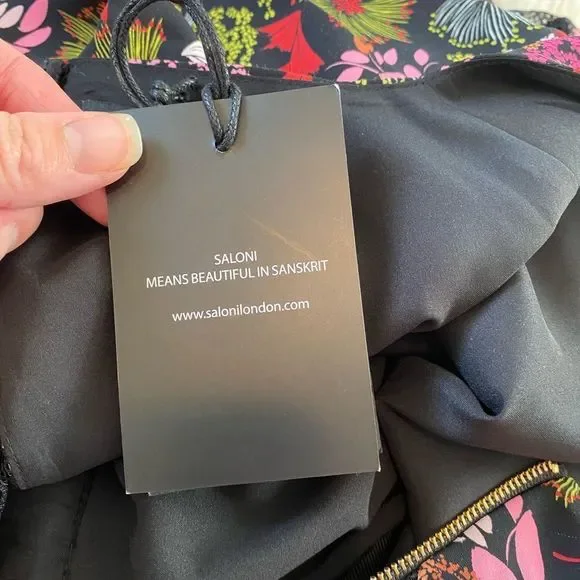 SALONI
MEANS BEAUTIFUL IN SANSKRIT
www.salonilondon.com